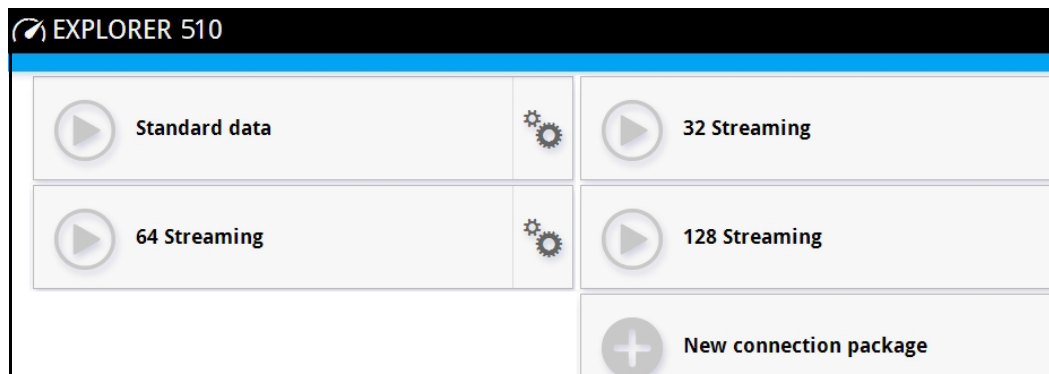 EXPLORER 510
Standard data
32 Streaming
64 Streaming
128 Streaming
New connection package